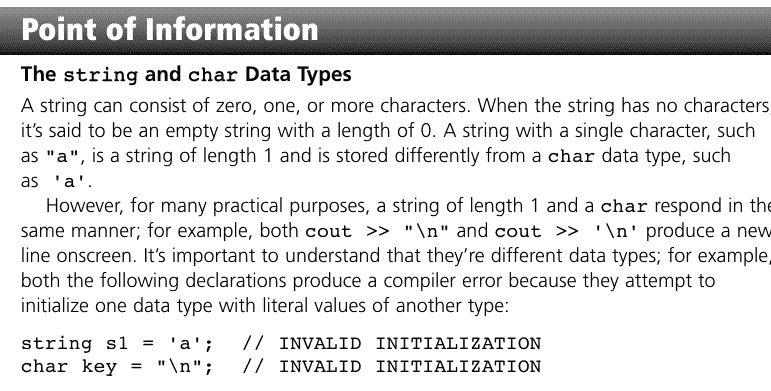 Point of Information
The string and char Data Types
A string can consist of zero, one, or more characters. When the string has no characters,
it's said to be an empty string with a length of 0. A string with a single character, such
as "a", is a string of length 1 and is stored differently from a char data type, such
as 'a'.
However, for many practical purposes, a string of length 1 and a char respond in the
same manner; for example, both cout >> "\n" and cout >> '\n' produce a new
line onscreen. It's important to understand that they're different data types; for example,
both the following declarations produce a compiler error because they attempt to
initialize one data type with literal values of another type:
string s1 = 'a'; // INVALID INITIALIZATION
char key = "\n"; // INVALID INITIALIZATION